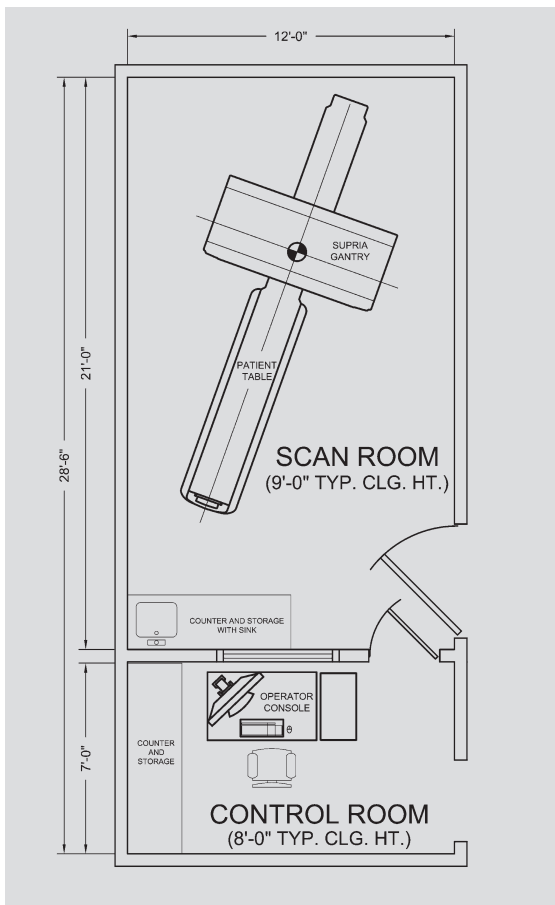 12'-0"
SUPRIA
GANTRY
21'-0"
PATIENT
TABLE
28'-6"
SCAN ROOM
(9'-0" TYP. CLG. HT.)
COUNTER AND STORAGE
WITH SINK
OPERATOR
CONSOLE
7'-0"
COUNTER
AND
STORAGE
CONTROL ROOM
(8'-0" TYP. CLG. HT.)